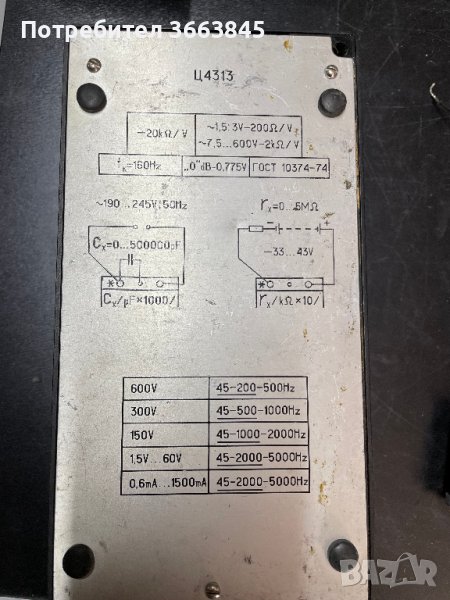 Потребител 3663845
Ц4313
–20kΩ/V
~1,5; 3V–200Ω/V
~7,5...600V–2kΩ/V
=160Hz
„0"dB–0,775V
ГОСТ 10374–74
~190...245V; 50Hz
rx=0...5MΩ
Cx=0...500000pF
–33...43V
Cx/pF×1000/
rx/kΩ×10/
600V 45–200–500Hz
300V 45–500–1000Hz
150V 45–1000–2000Hz
1,5V...60V 45–2000–5000Hz
0,6mA...1500mA 45–2000–5000Hz
BAZAR